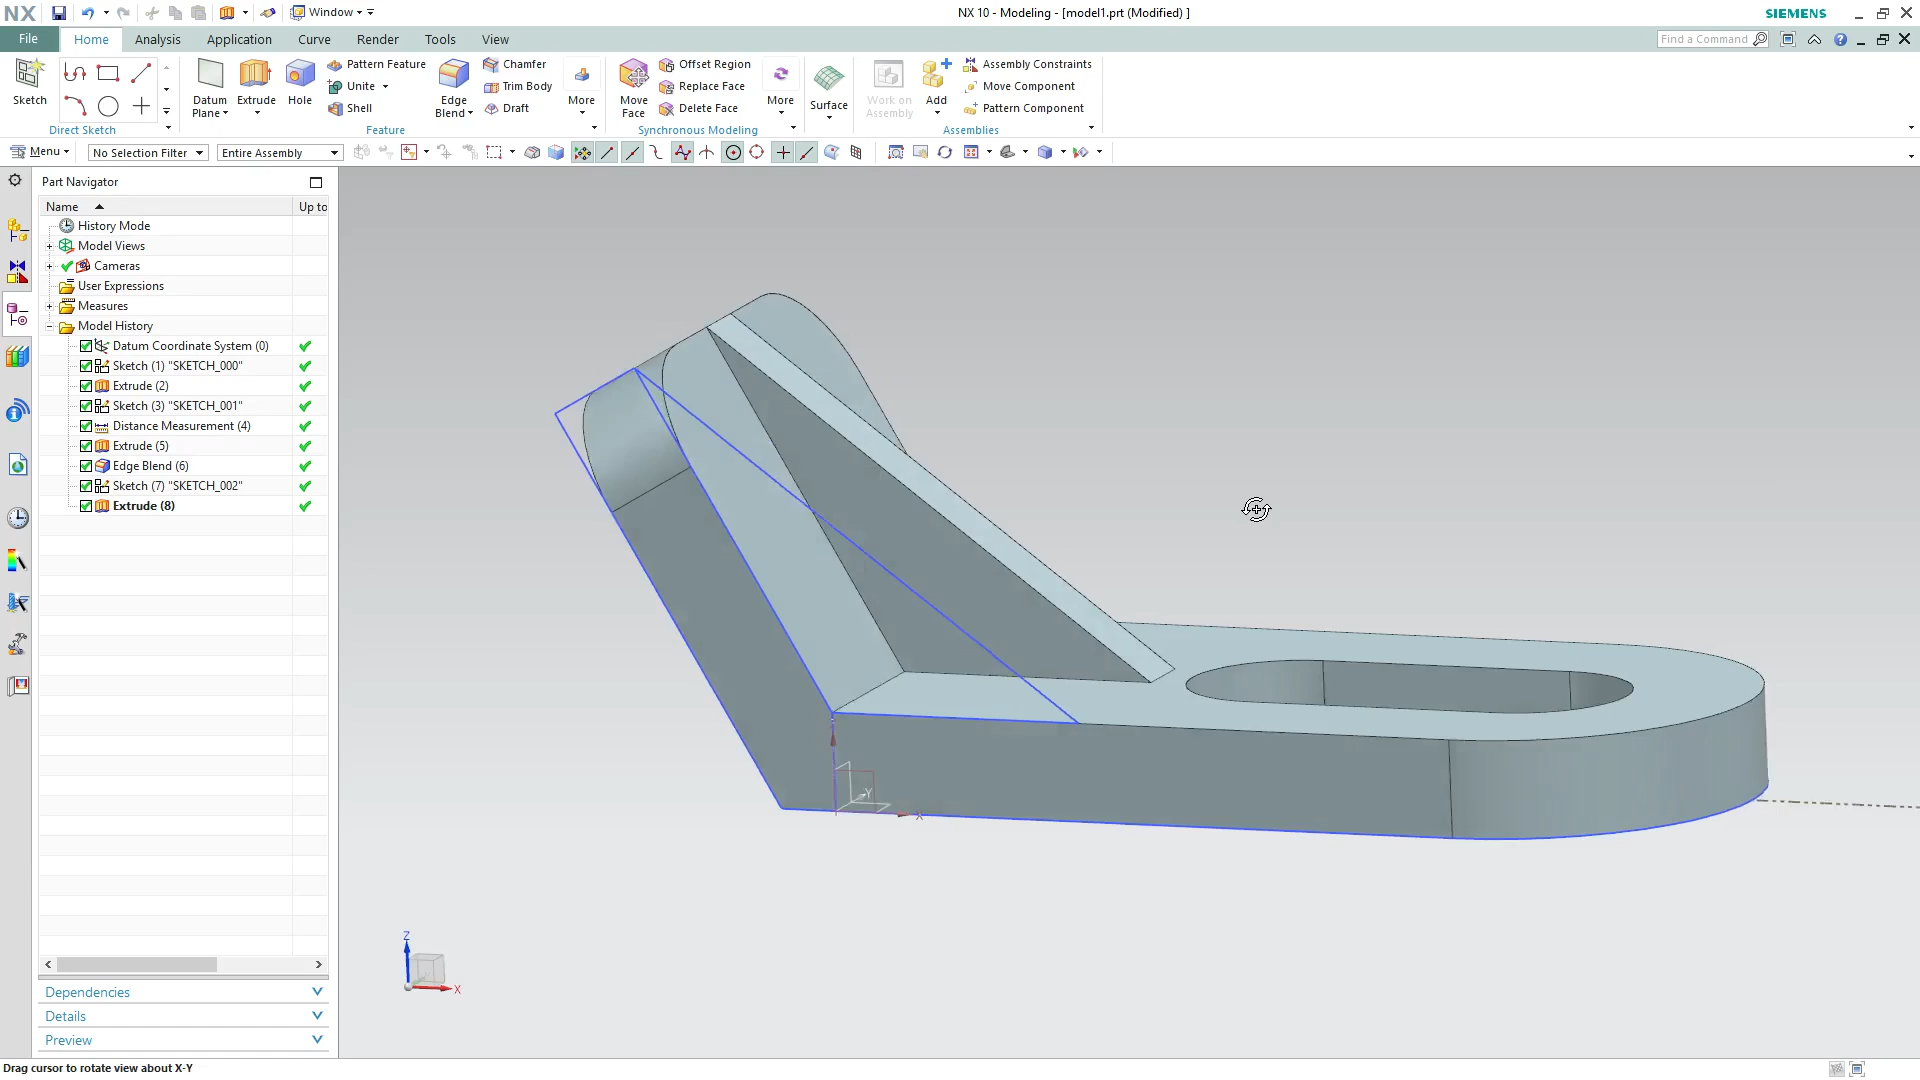 NX
Window
NX 10 - Modeling - [model1.prt (Modified) ]
SIEMENS
File
Home
Analysis
Application
Curve
Render
Tools
View
Find a Command
Sketch
Direct Sketch
Datum
Plane
Extrude
Hole
Pattern Feature
Unite
Shell
Edge
Blend
Chamfer
Trim Body
Draft
More
Feature
Move
Face
Offset Region
Replace Face
Delete Face
More
Synchronous Modeling
Surface
Work on
Assembly
Add
Assembly Constraints
Move Component
Pattern Component
Assemblies
Menu
No Selection Filter
Entire Assembly
Part Navigator
Name
Up to
History Mode
Model Views
Cameras
User Expressions
Measures
Model History
Datum Coordinate System (0)
Sketch (1) "SKETCH_000"
Extrude (2)
Sketch (3) "SKETCH_001"
Distance Measurement (4)
Extrude (5)
Edge Blend (6)
Sketch (7) "SKETCH_002"
Extrude (8)
Y
X
Z
X
Dependencies
Details
Preview
Drag cursor to rotate view about X-Y